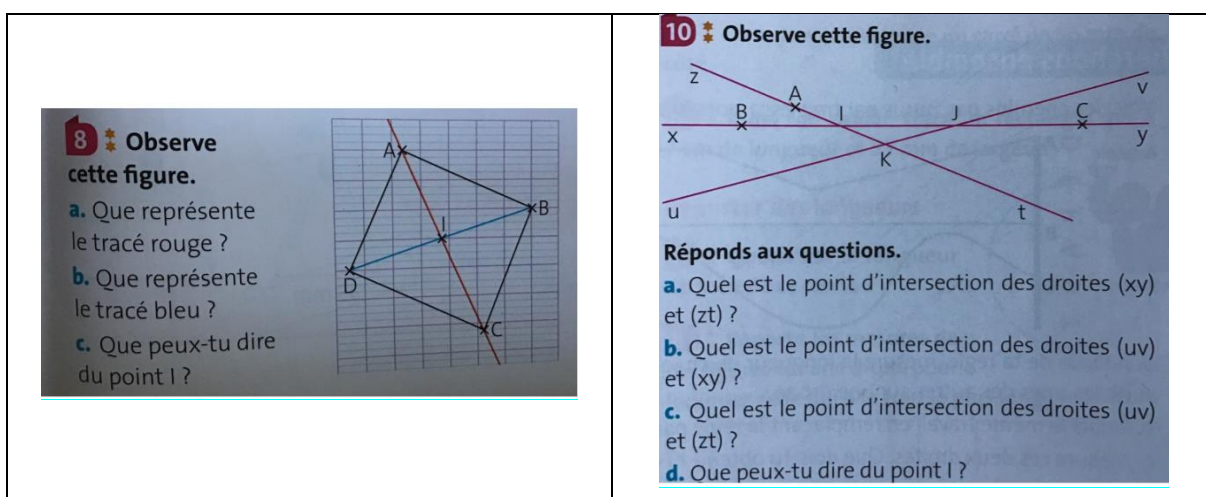 8 Observe
cette figure.
a. Que représente
le tracé rouge ?
b. Que représente
le tracé bleu ?
c. Que peux-tu dire
du point I ?
A
B
I
D
C
10 Observe cette figure.
z
A
v
B
I
J
C
x
y
K
u
t
Réponds aux questions.
a. Quel est le point d'intersection des droites (xy)
et (zt) ?
b. Quel est le point d'intersection des droites (uv)
et (xy) ?
c. Quel est le point d'intersection des droites (uv)
et (zt) ?
d. Que peux-tu dire du point I ?